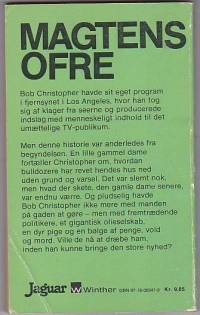 MAGTENS
OFRE
Bob Christopher havde sit eget program
i fjernsynet i Los Angeles, hvor han tog
sig af klager fra seerne og producerede
indslag med menneskeligt indhold til det
umættelige TV-publikum.
Men denne historie var anderledes fra
begyndelsen. En lille gammel dame
fortæller Christopher om, hvordan
bulldozere har revet hendes hus ned
uden grund og varsel. Det var slemt nok,
men hvad der skete, den gamle dame senere,
var endnu værre. Og pludselig havde
Bob Christopher ikke mere med manden
på gaden at gøre – men med fremtrædende
politikere, et gigantisk olieselskab,
en dyr pige og en bølge af penge, vold
og mord. Ville de nå at dræbe ham,
inden han kunne bringe den store nyhed?
Jaguar Winther Kr. 9,85